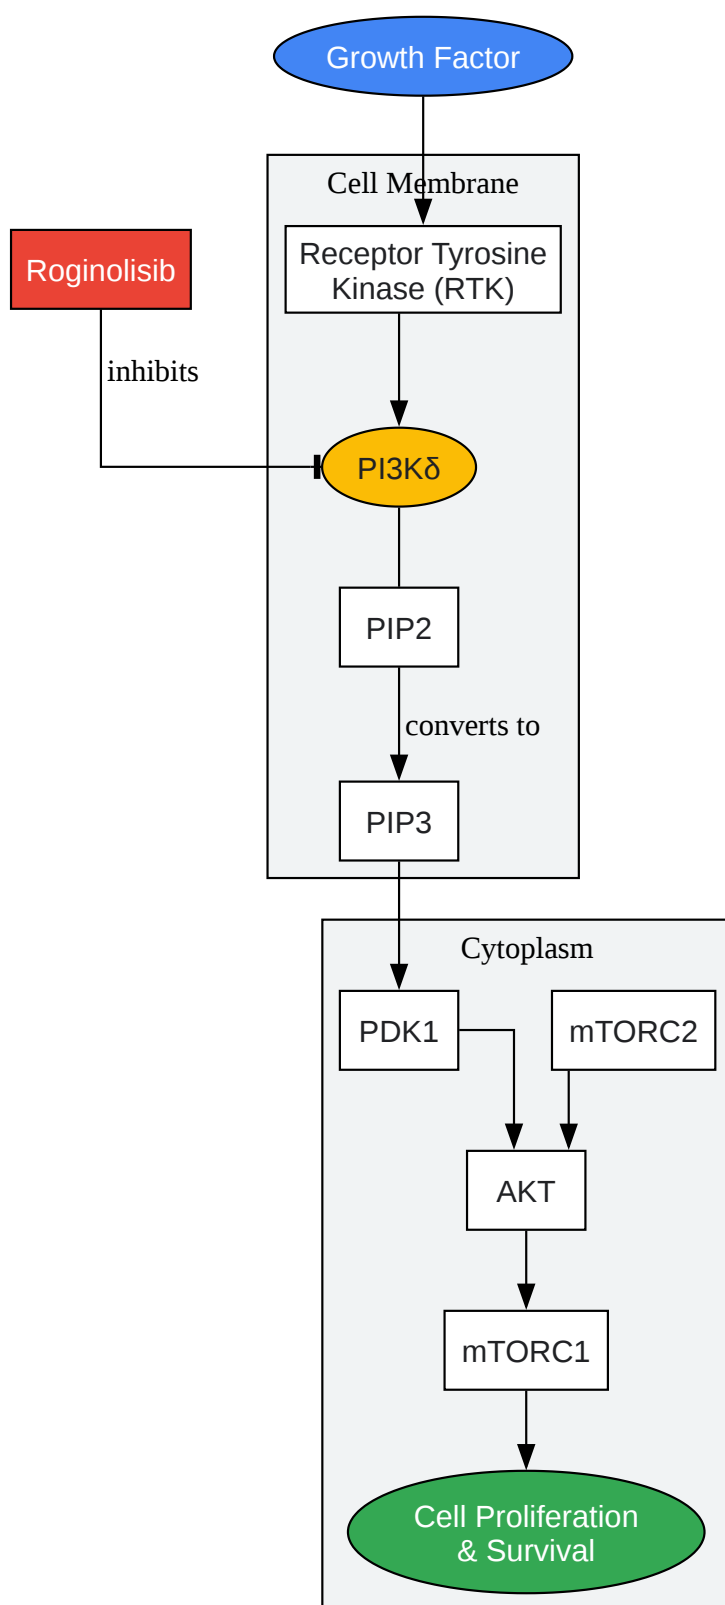 Growth Factor
Cell Membrane
Receptor Tyrosine
Kinase (RTK)
Roginolisib
inhibits
PI3Kδ
PIP2
converts to
PIP3
Cytoplasm
PDK1
mTORC2
AKT
mTORC1
Cell Proliferation
& Survival